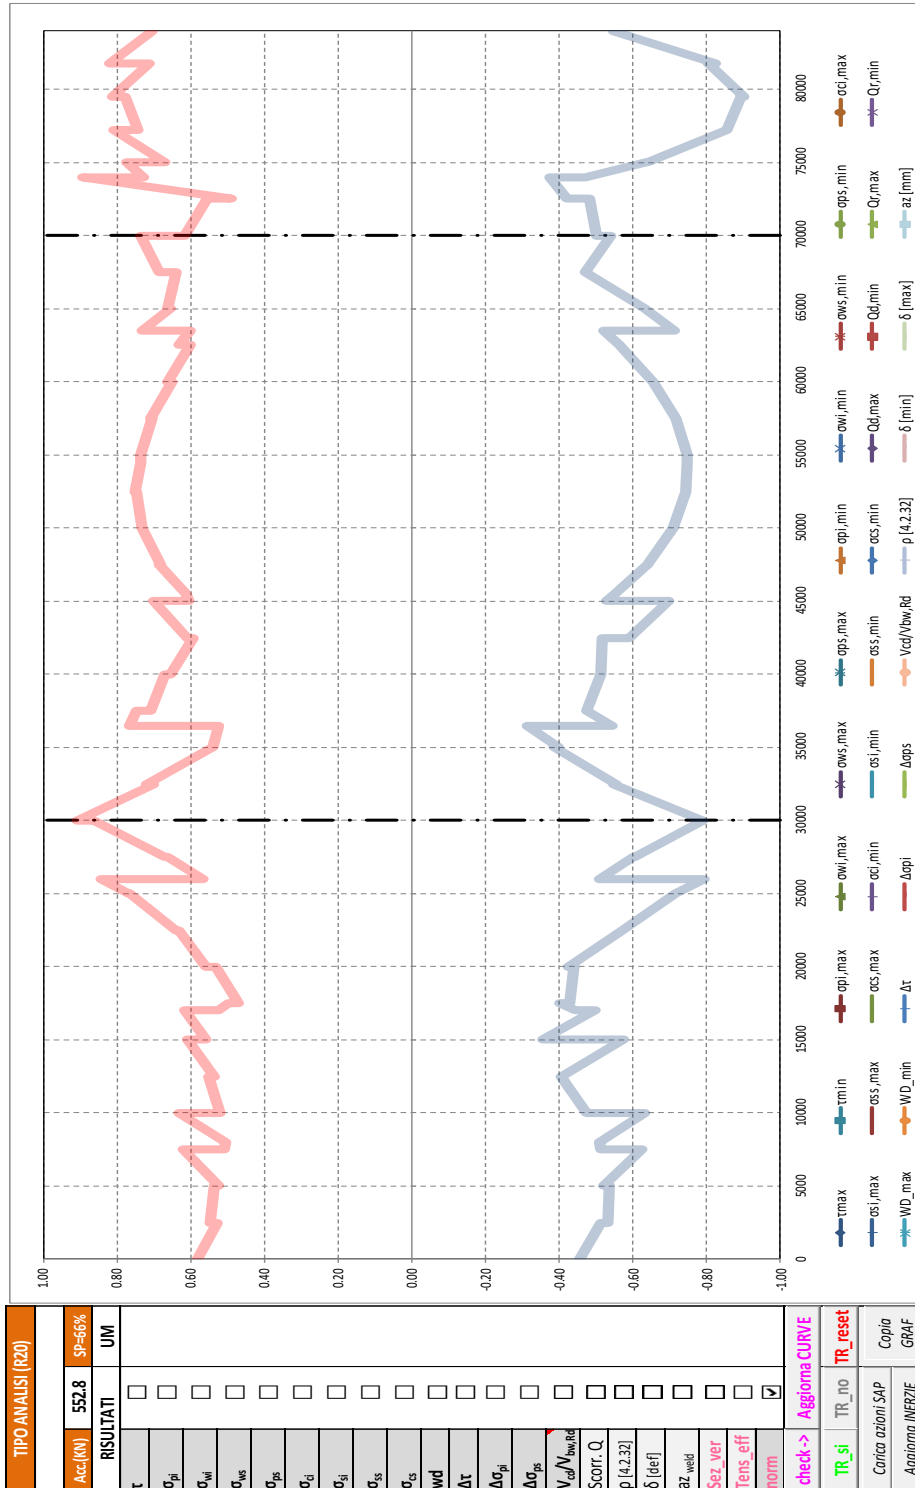 TIPO ANALISI (R20)
Acc.(KN) 552.8 SP=66%
RISULTATI UM
τ
σpi
σwi
σws
σps
σci
σsi
σss
σcs
wd
Δτ
Δσpi
Δσps
Vcd/Vbw,Rd
Scorr. Q
ρ [4.2.32]
δ [def]
az weld
Sez_ver
Tens_eff
norm
check-> Aggiorna CURVE
TR_si TR_no TR_reset
Carica azioni SAP Copia GRAF
Aggiorna INERZIE
1.00
0.80
0.60
0.40
0.20
0.00
-0.20
-0.40
-0.60
-0.80
-1.00
0 5000 10000 15000 20000 25000 30000 35000 40000 45000 50000 55000 60000 65000 70000 75000 80000
τmax τmin σpi,max σwi,max σws,max σps,max σpi,min σwi,min σws,min σps,min σci,max
σsi,max σss,max σcs,max σci,min σsi,min σss,min σcs,min Qd,max Qd,min Qr,max Qr,min
WD_max WD_min Δτ Δσpi Δσps Vcd/Vbw,Rd ρ [4.2.32] δ [min] δ [max] az [mm]